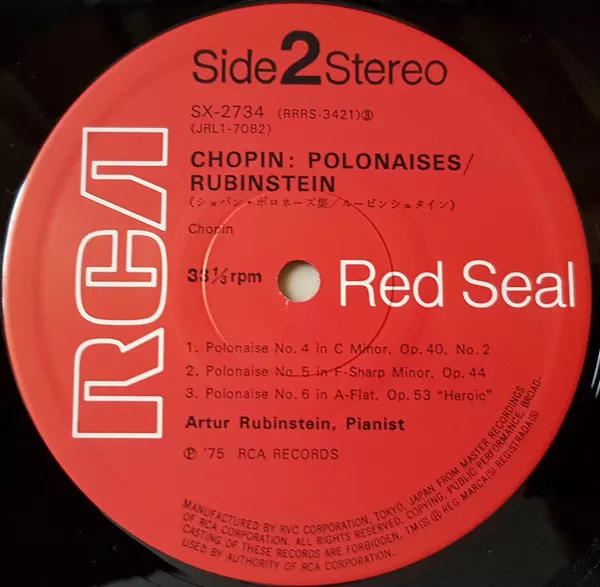 Side 2 Stereo
SX-2734 (RRRS-3421)③
(JRL1-7082)
CHOPIN: POLONAISES/
RUBINSTEIN
(ショパン・ポロネーズ集/ルービンシュタイン)
Chopin
33⅓ rpm
RCA
Red Seal
1. Polonaise No. 4 in C Minor, Op. 40, No. 2
2. Polonaise No. 5 in F-Sharp Minor, Op. 44
3. Polonaise No. 6 in A-Flat, Op. 53 "Heroic"
Artur Rubinstein, Pianist
Ⓟ '75 RCA RECORDS
MANUFACTURED BY RVC CORPORATION, TOKYO, JAPAN FROM MASTER RECORDINGS
OF RCA CORPORATION. ALL RIGHTS RESERVED. COPYING, PUBLIC PERFORMANCE, BROAD-
CASTING OF THESE RECORDS ARE FORBIDDEN. TM(S) ® REG MARCA(S) REGISTRADA(S)
USED BY AUTHORITY OF RCA CORPORATION.